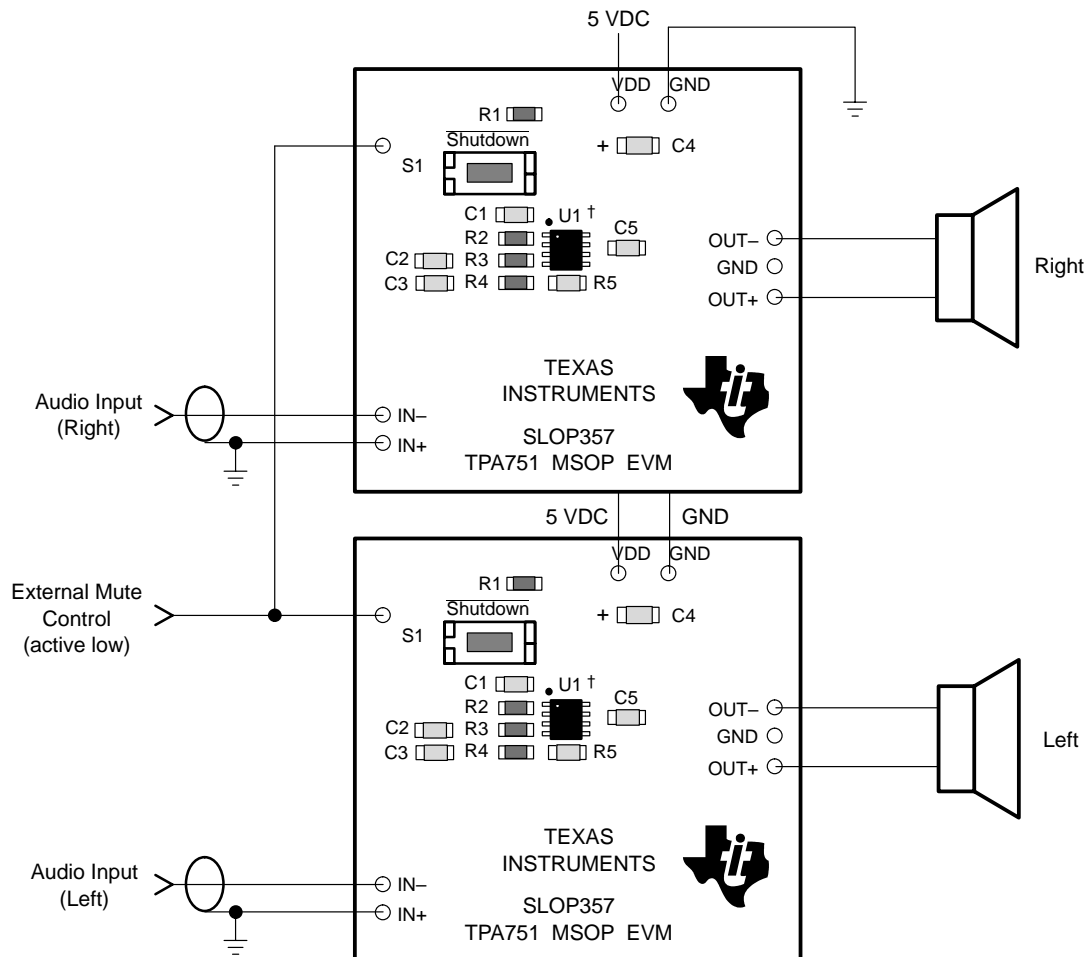 5 VDC
VDD GND
R1
Shutdown
S1
+ C4
C1
U1 †
R2
C5
C2
R3
C3
R4
R5
OUT–
GND
OUT+
Right
TEXAS
INSTRUMENTS
Audio Input
(Right)
IN–
IN+
SLOP357
TPA751 MSOP EVM
5 VDC
GND
VDD GND
R1
External Mute
Control
(active low)
Shutdown
S1
+ C4
C1
U1 †
R2
C5
C2
R3
C3
R4
R5
OUT–
GND
OUT+
Left
TEXAS
INSTRUMENTS
Audio Input
(Left)
IN–
IN+
SLOP357
TPA751 MSOP EVM